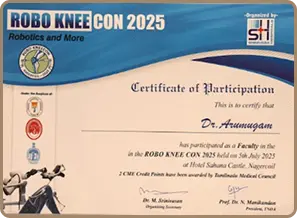 ROBO KNEE CON 2025
Robotics and More
Organized by:
Certificate of Participation
This is to certify that
Dr. Arumugam
has participated as a Faculty in the
in the ROBO KNEE CON 2025 held on 5th July 2025
at Hotel Sahana Castle, Nagercoil
2 CME Credit Points have been awarded by Tamilnadu Medical Council
Dr. M. Srinivasan
Organizing Secretary
Prof. Dr. N. Manikandan
President,